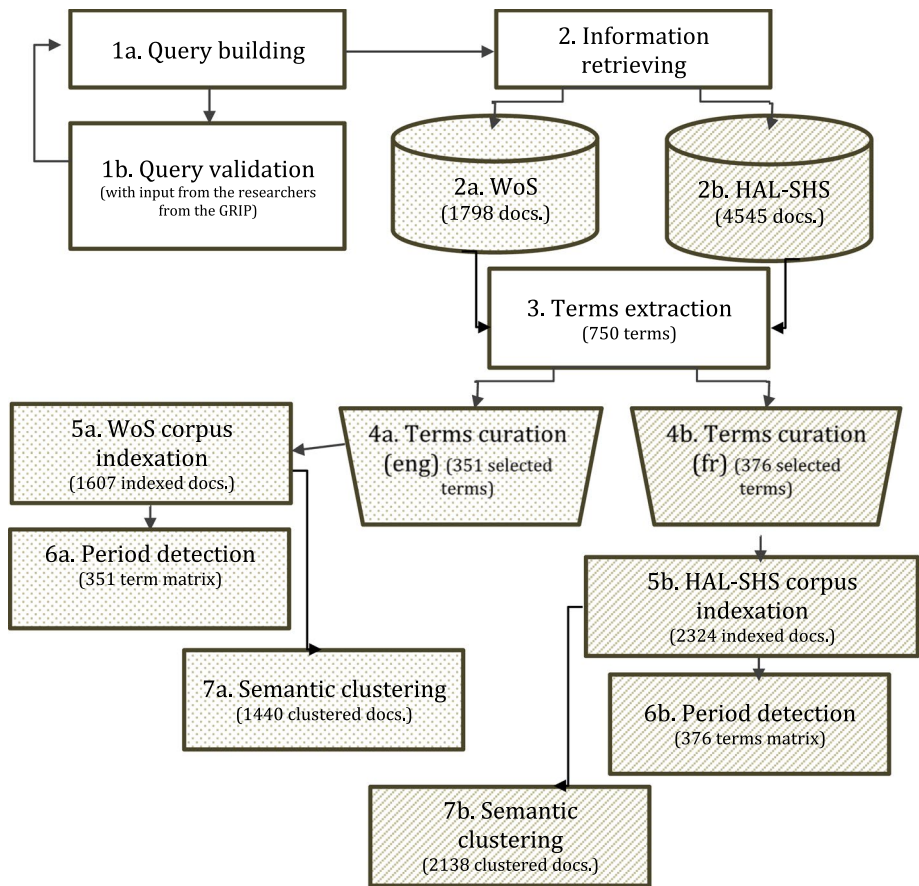 1a. Query building
2. Information
retrieving
1b. Query validation
(with input from the researchers
from the GRIP)
2a. WoS
(1798 docs.)
2b. HAL-SHS
(4545 docs.)
3. Terms extraction
(750 terms)
4a. Terms curation
(eng) (351 selected
terms)
4b. Terms curation
(fr) (376 selected
terms)
5a. WoS corpus
indexation
(1607 indexed docs.)
6a. Period detection
(351 term matrix)
5b. HAL-SHS corpus
indexation
(2324 indexed docs.)
7a. Semantic clustering
(1440 clustered docs.)
6b. Period detection
(376 terms matrix)
7b. Semantic
clustering
(2138 clustered docs.)